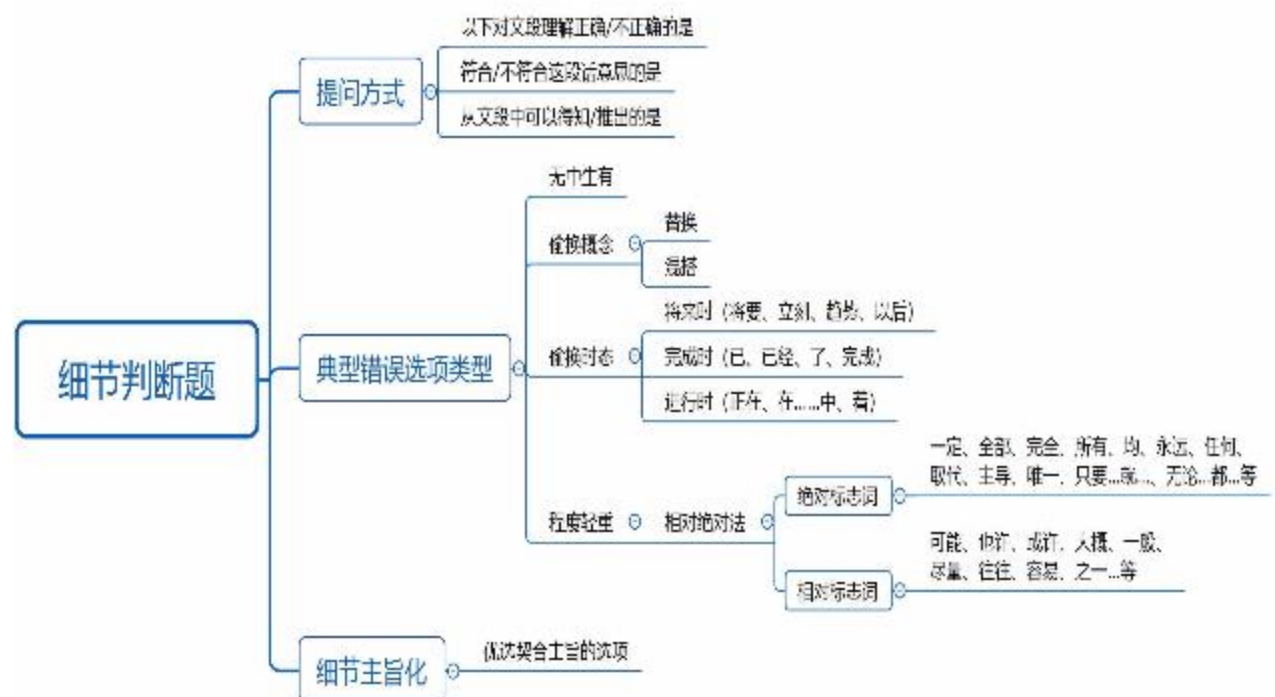 细节判断题
提问方式
以下对文段理解正确/不正确的是
符合/不符合这段话意思的是
从文段中可以得知/推出的是
典型错误选项类型
无中生有
偷换概念
替换
混搭
偷换时态
将来时（将要、立刻、趋势、以后）
完成时（已、已经、了、完成）
进行时（正在、在……中、着）
程度轻重
相对绝对法
绝对标志词
一定、全部、完全、所有、均、永远、任何、
取代、主导、唯一、只要...就...、无论...都...等
相对标志词
可能、也许、或许、大概、一般、
尽量、往往、容易、之一...等
细节主旨化
优选契合主旨的选项